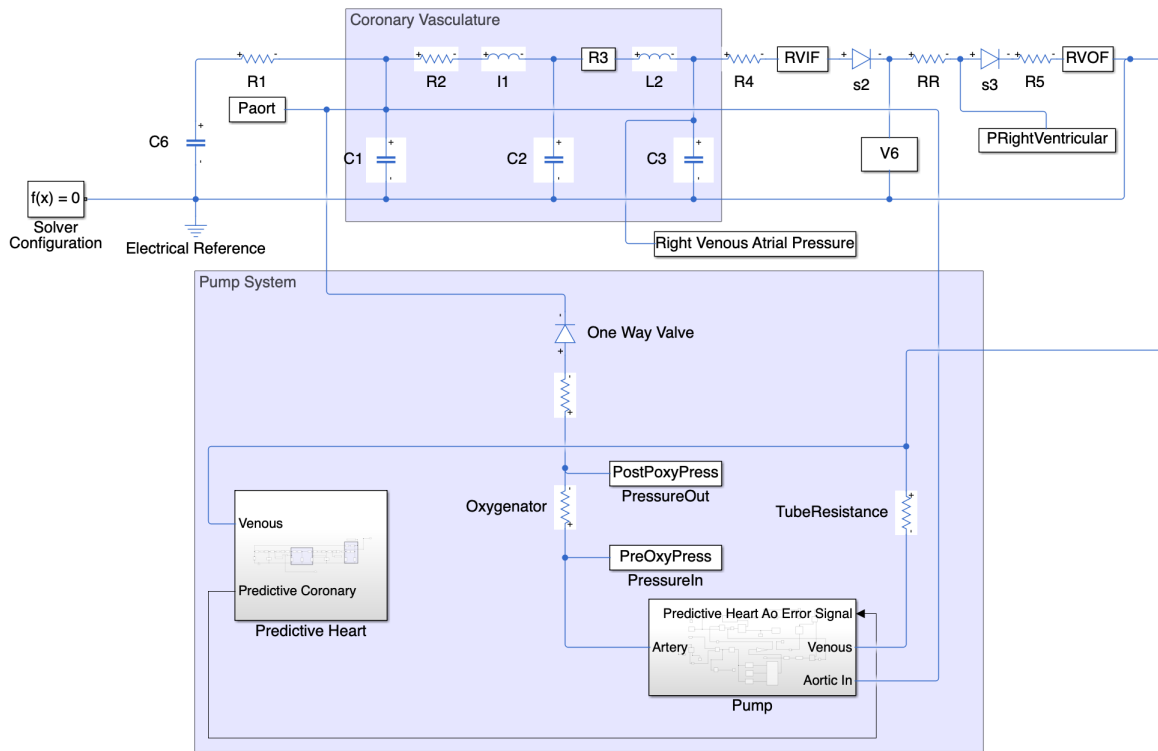 Coronary Vasculature
R1
R2
l1
R3
L2
R4
RVIF
s2
RR
s3
R5
RVOF
Paort
C6
C1
C2
C3
V6
PRightVentricular
f(x) = 0
Solver
Configuration
Electrical Reference
Right Venous Atrial Pressure
Pump System
One Way Valve
PostPoxyPress
PressureOut
Oxygenator
TubeResistance
PreOxyPress
PressureIn
Venous
Predictive Coronary
Predictive Heart
Predictive Heart Ao Error Signal
Artery
Venous
Aortic In
Pump